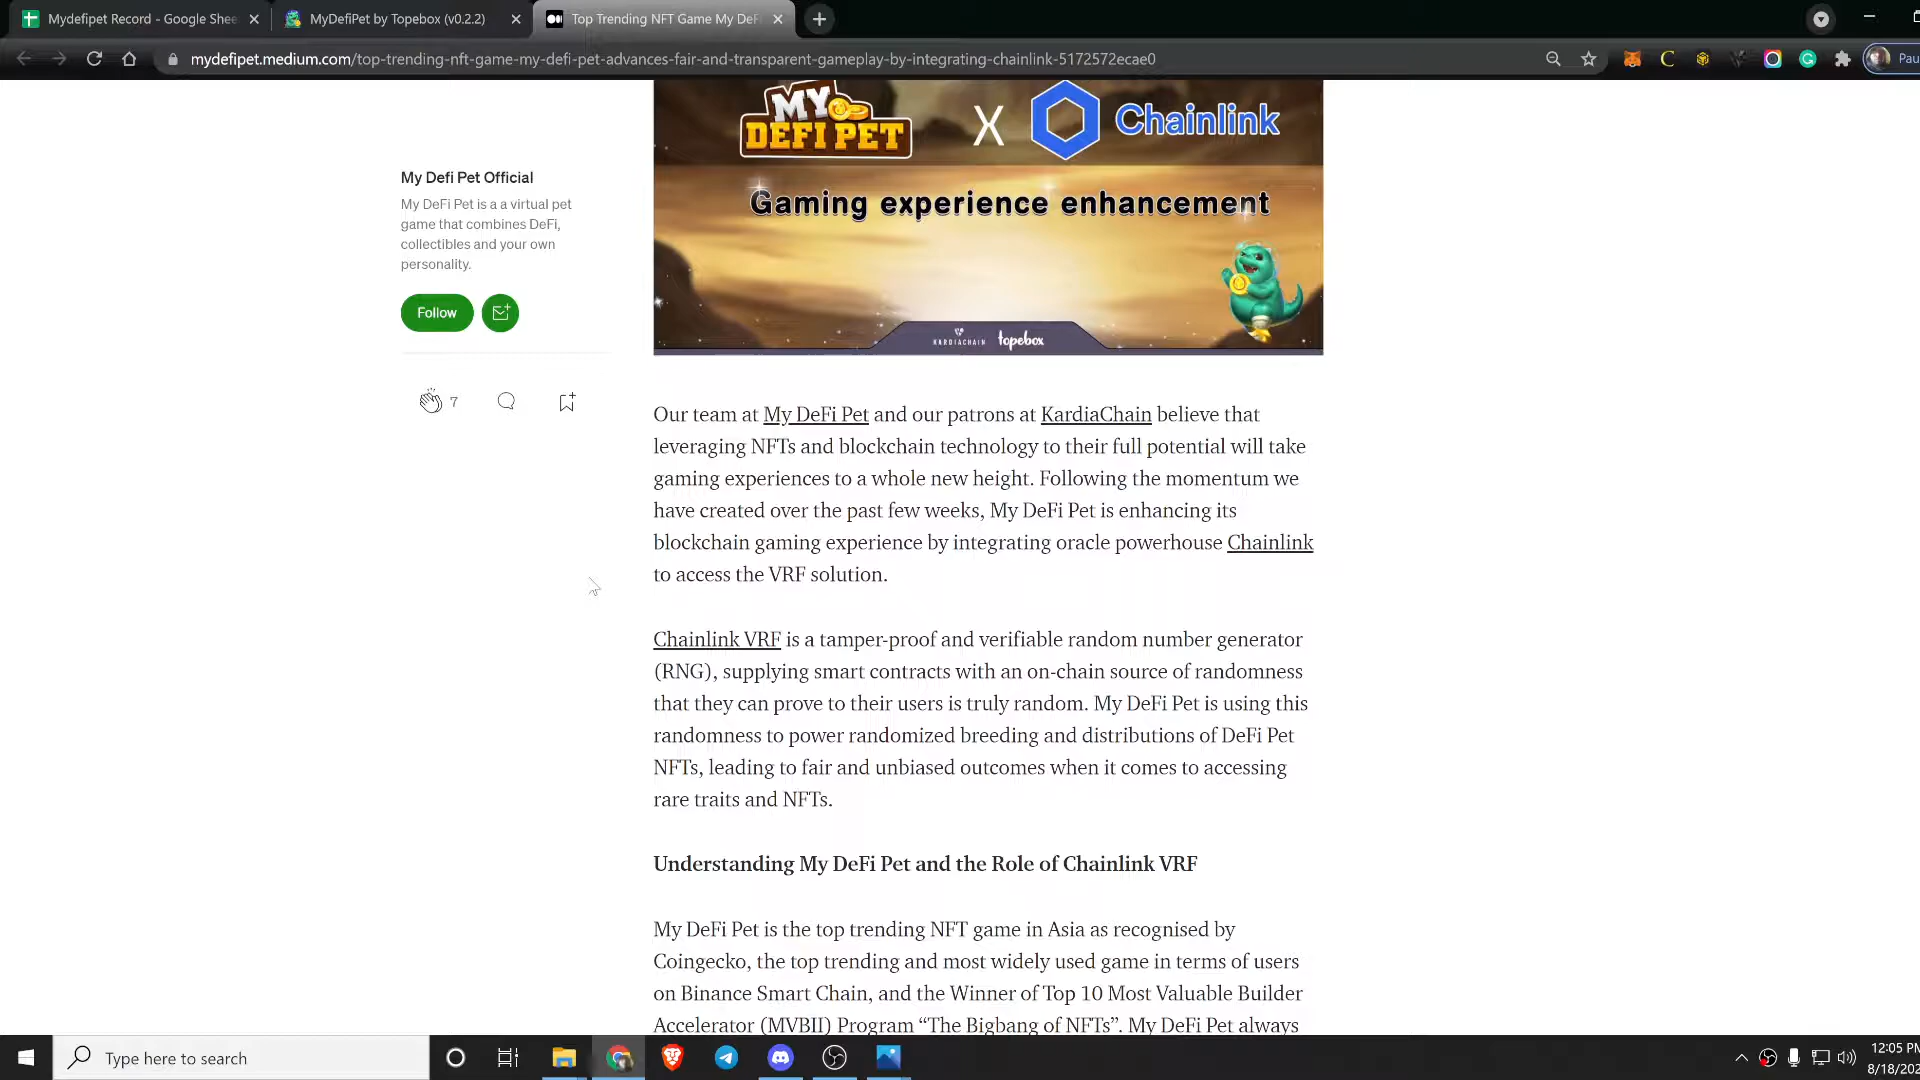 Mydefipet Record - Google Shee
MyDefiPet by Topebox (v0.2.2)
Top Trending NFT Game My DeFi
mydefipet.medium.com/top-trending-nft-game-my-defi-pet-advances-fair-and-transparent-gameplay-by-integrating-chainlink-5172572ecae0
Pau
MY
DEFI PET
X
Chainlink
Gaming experience enhancement
KARDIACHAIN
topebox
My Defi Pet Official
My DeFi Pet is a a virtual pet
game that combines DeFi,
collectibles and your own
personality.
Follow
7
Our team at My DeFi Pet and our patrons at KardiaChain believe that
leveraging NFTs and blockchain technology to their full potential will take
gaming experiences to a whole new height. Following the momentum we
have created over the past few weeks, My DeFi Pet is enhancing its
blockchain gaming experience by integrating oracle powerhouse Chainlink
to access the VRF solution.
Chainlink VRF is a tamper-proof and verifiable random number generator
(RNG), supplying smart contracts with an on-chain source of randomness
that they can prove to their users is truly random. My DeFi Pet is using this
randomness to power randomized breeding and distributions of DeFi Pet
NFTs, leading to fair and unbiased outcomes when it comes to accessing
rare traits and NFTs.
Understanding My DeFi Pet and the Role of Chainlink VRF
My DeFi Pet is the top trending NFT game in Asia as recognised by
Coingecko, the top trending and most widely used game in terms of users
on Binance Smart Chain, and the Winner of Top 10 Most Valuable Builder
Accelerator (MVBII) Program “The Bigbang of NFTs”. My DeFi Pet always
Type here to search
12:05 PM
8/18/202